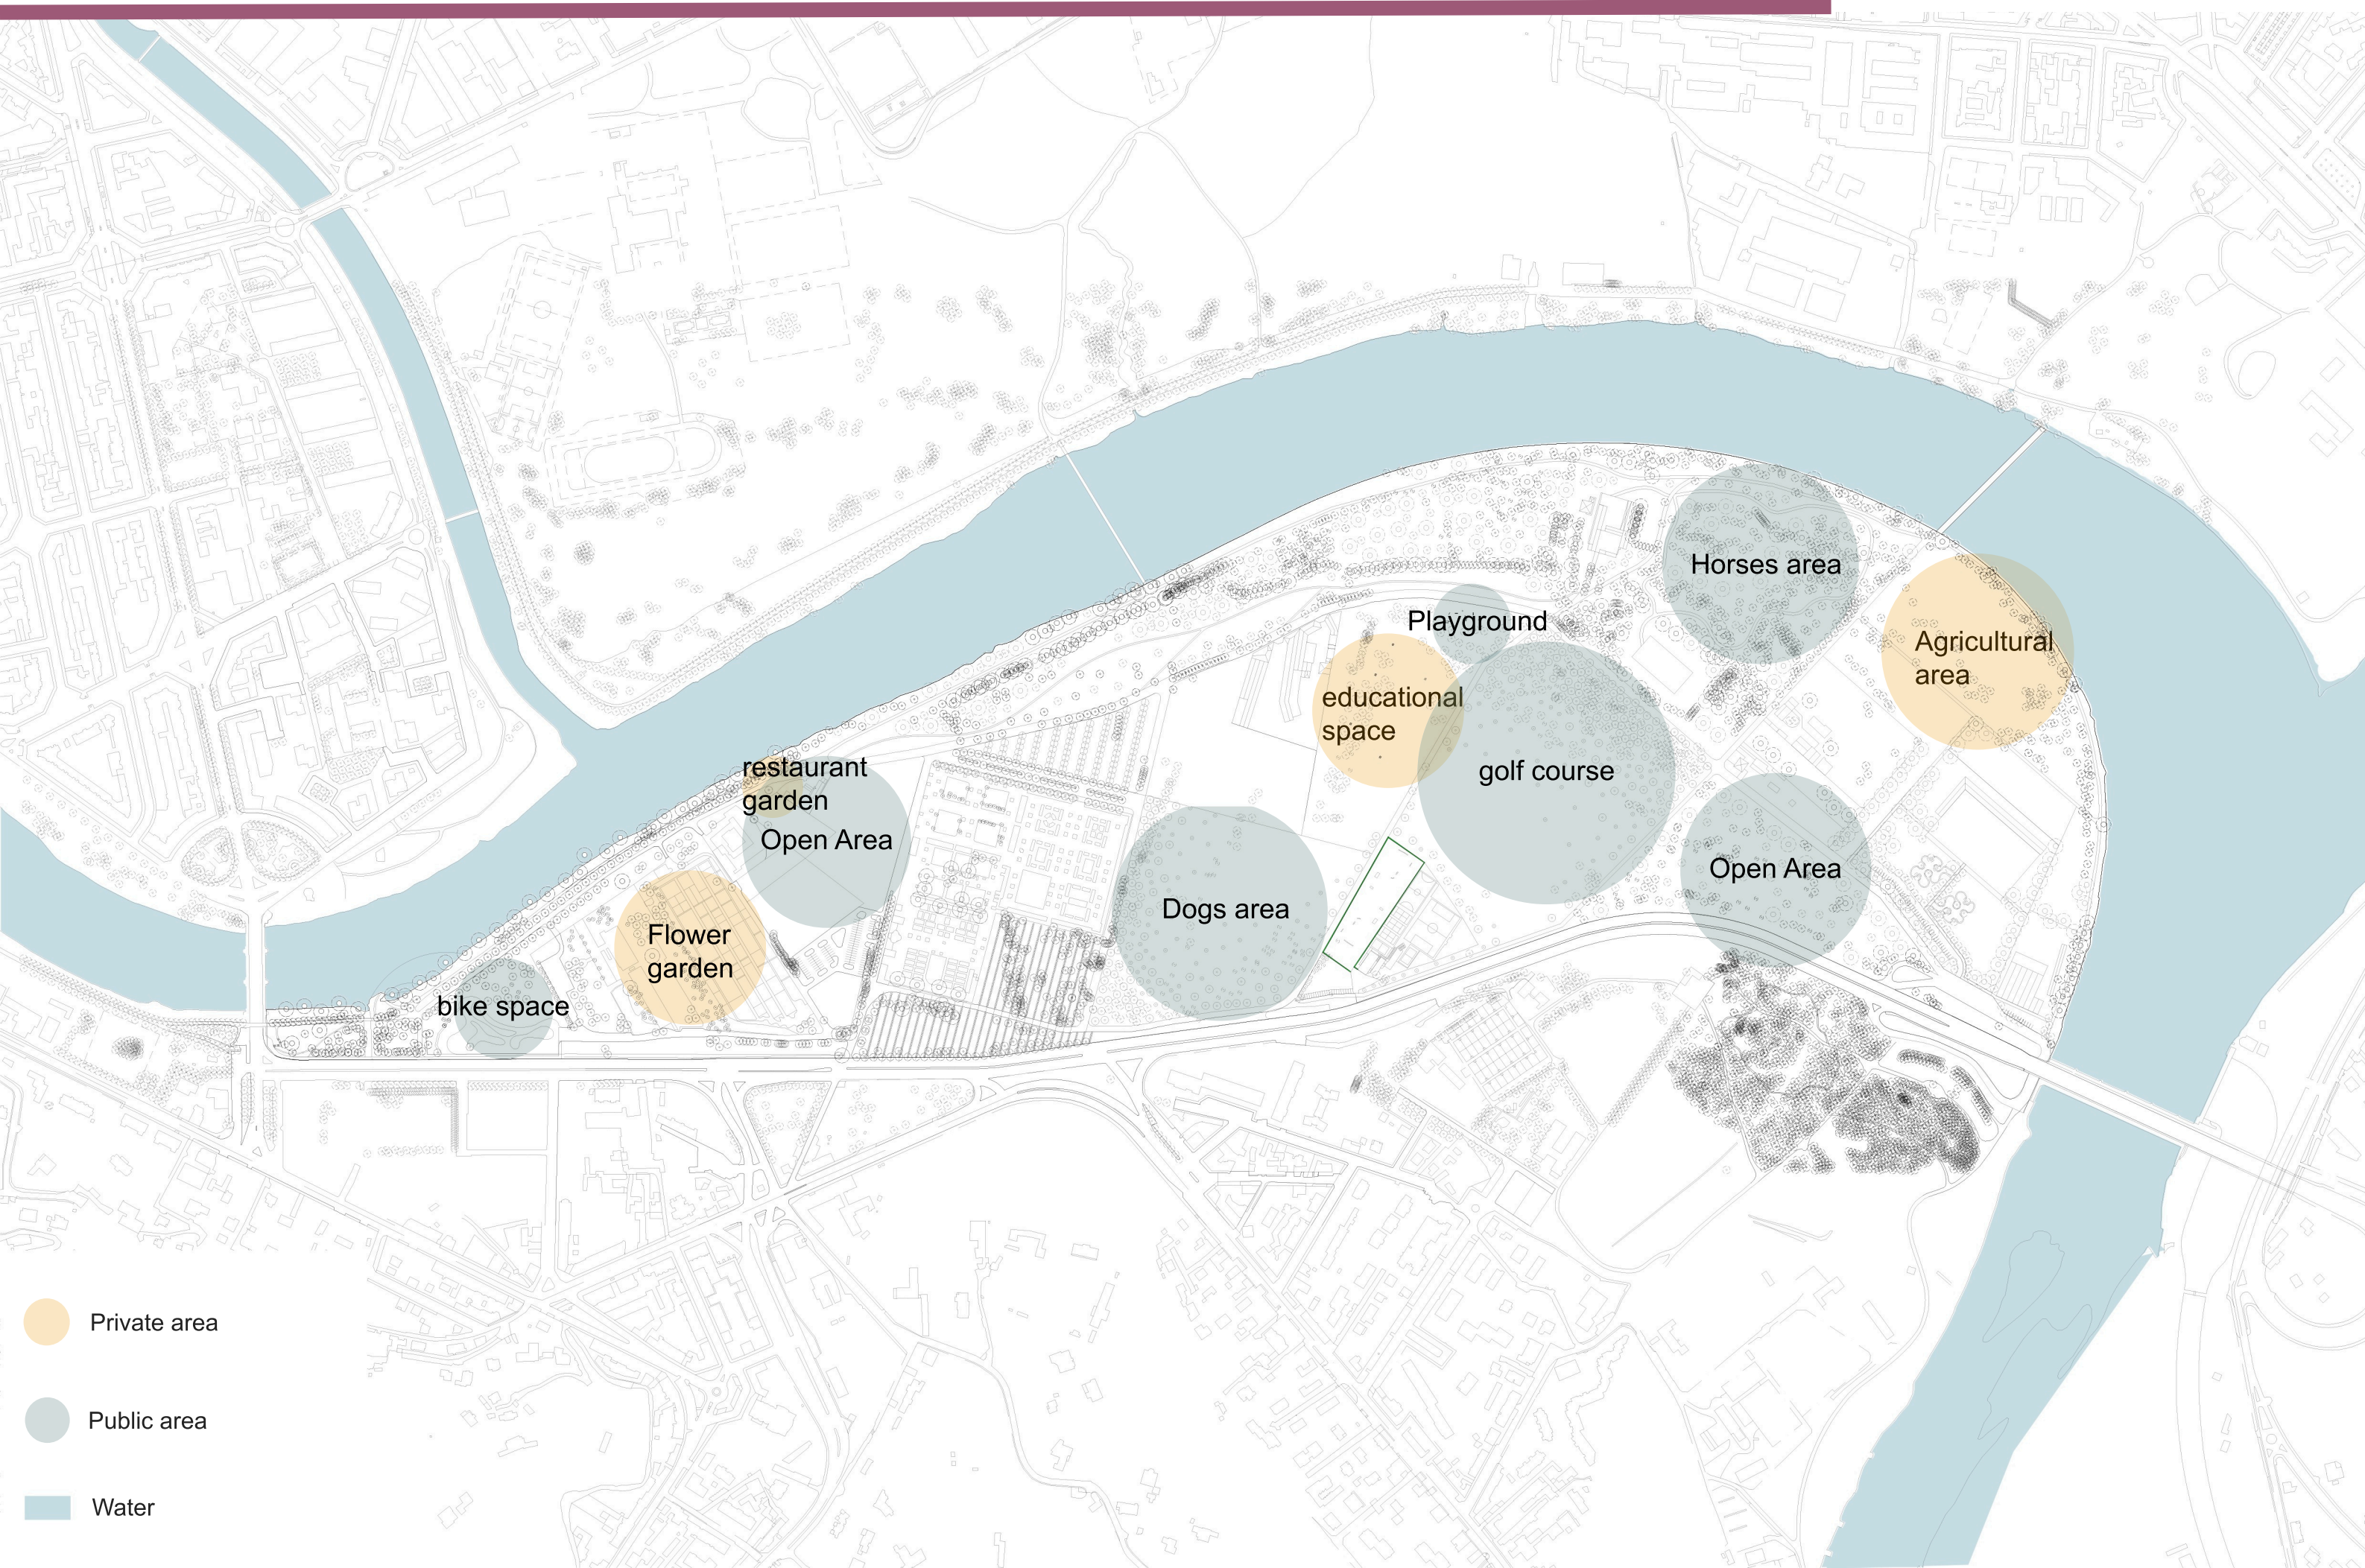 Horses area
Playground
Agricultural
area
educational
space
restaurant
garden
golf course
Open Area
Open Area
Dogs area
Flower
garden
bike space
Private area
Public area
Water